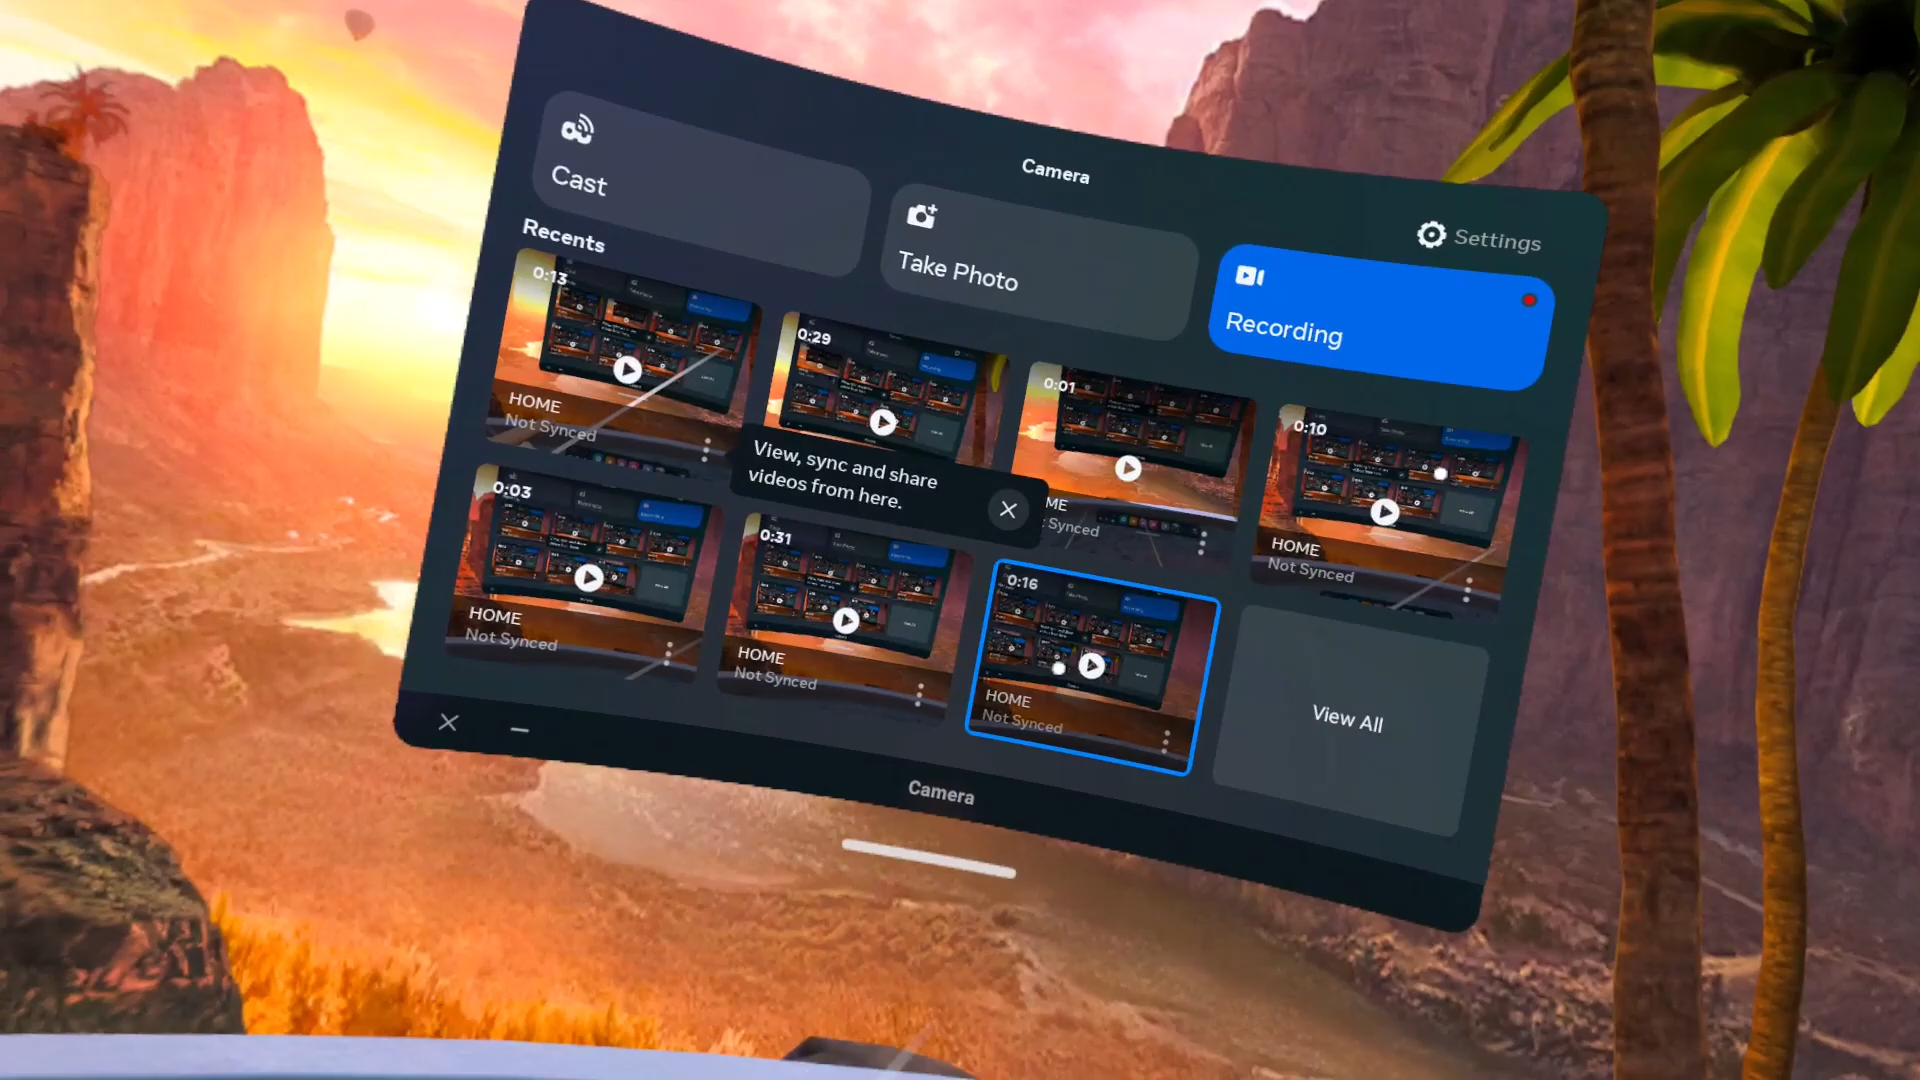 Camera
Cast
Take Photo
Settings
Recording
Recents
0:13
HOME
Not Synced
0:29
0:01
ME
Synced
0:10
HOME
Not Synced
View, sync and share
videos from here.
0:03
HOME
Not Synced
0:31
HOME
Not Synced
0:16
HOME
Not Synced
View All
Camera